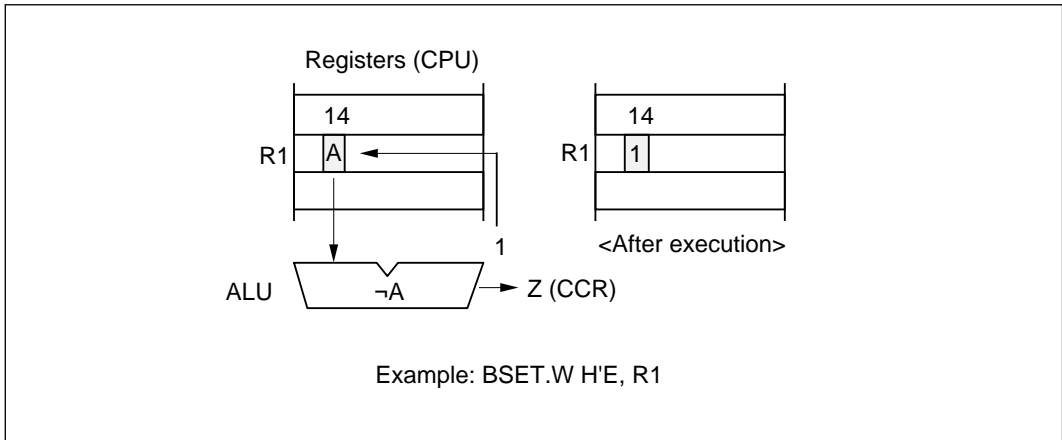 Registers (CPU)
14
R1
A
1
ALU
¬A
Z (CCR)
14
R1
1
<After execution>
Example: BSET.W H'E, R1